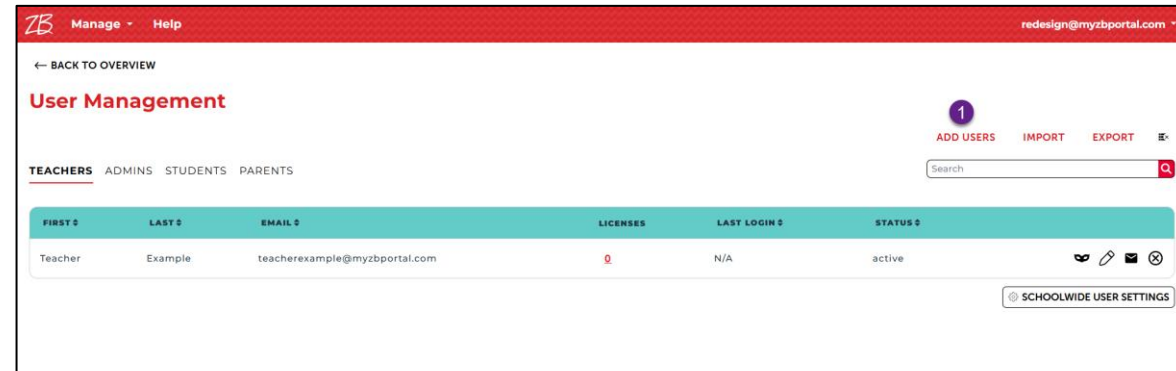 ZB Manage Help redesign@myzbportal.com
← BACK TO OVERVIEW
User Management
1
ADD USERS IMPORT EXPORT
TEACHERS ADMINS STUDENTS PARENTS Search
FIRST LAST EMAIL LICENSES LAST LOGIN STATUS
Teacher Example teacherexample@myzbportal.com 0 N/A active
SCHOOLWIDE USER SETTINGS